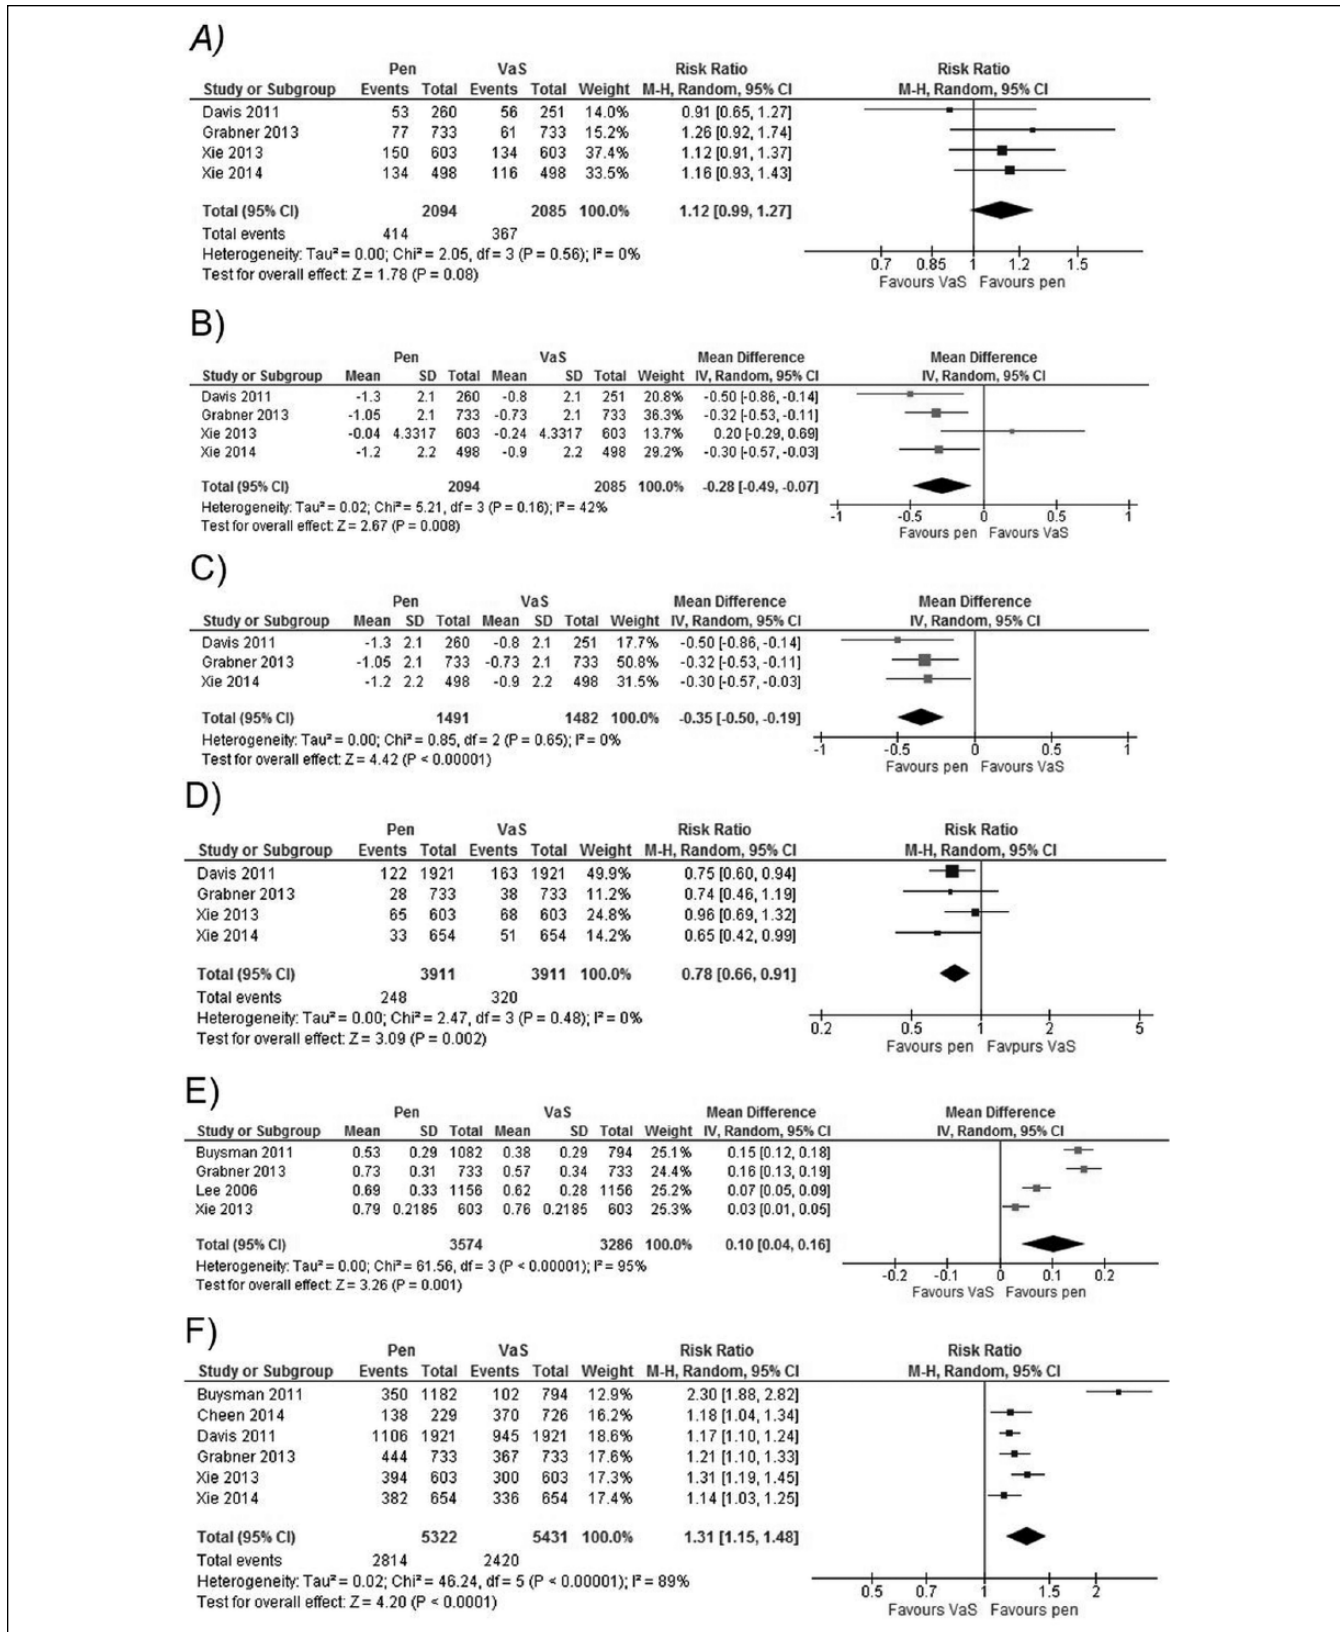 A)
Pen VaS Risk Ratio Risk Ratio
Study or Subgroup Events Total Events Total Weight M-H, Random, 95% CI M-H, Random, 95% CI
Davis 2011 53 260 56 251 14.0% 0.91 [0.65, 1.27]
Grabner 2013 77 733 61 733 15.2% 1.26 [0.92, 1.74]
Xie 2013 150 603 134 603 37.4% 1.12 [0.91, 1.37]
Xie 2014 134 498 116 498 33.5% 1.16 [0.93, 1.43]
Total (95% CI) 2094 2085 100.0% 1.12 [0.99, 1.27]
Total events 414 367
Heterogeneity: Tau² = 0.00; Chi² = 2.05, df = 3 (P = 0.56); I² = 0%
Test for overall effect: Z = 1.78 (P = 0.08)
0.7 0.85 1 1.2 1.5
Favours VaS Favours pen
B)
Pen VaS Mean Difference Mean Difference
Study or Subgroup Mean SD Total Mean SD Total Weight IV, Random, 95% CI IV, Random, 95% CI
Davis 2011 -1.3 2.1 260 -0.8 2.1 251 20.8% -0.50 [-0.86, -0.14]
Grabner 2013 -1.05 2.1 733 -0.73 2.1 733 36.3% -0.32 [-0.53, -0.11]
Xie 2013 -0.04 4.3317 603 -0.24 4.3317 603 13.7% 0.20 [-0.29, 0.69]
Xie 2014 -1.2 2.2 498 -0.9 2.2 498 29.2% -0.30 [-0.57, -0.03]
Total (95% CI) 2094 2085 100.0% -0.28 [-0.49, -0.07]
Heterogeneity: Tau² = 0.02; Chi² = 5.21, df = 3 (P = 0.16); I² = 42%
Test for overall effect: Z = 2.67 (P = 0.008)
-1 -0.5 0 0.5 1
Favours pen Favours VaS
C)
Pen VaS Mean Difference Mean Difference
Study or Subgroup Mean SD Total Mean SD Total Weight IV, Random, 95% CI IV, Random, 95% CI
Davis 2011 -1.3 2.1 260 -0.8 2.1 251 17.7% -0.50 [-0.86, -0.14]
Grabner 2013 -1.05 2.1 733 -0.73 2.1 733 50.8% -0.32 [-0.53, -0.11]
Xie 2014 -1.2 2.2 498 -0.9 2.2 498 31.5% -0.30 [-0.57, -0.03]
Total (95% CI) 1491 1482 100.0% -0.35 [-0.50, -0.19]
Heterogeneity: Tau² = 0.00; Chi² = 0.85, df = 2 (P = 0.65); I² = 0%
Test for overall effect: Z = 4.42 (P < 0.00001)
-1 -0.5 0 0.5 1
Favours pen Favours VaS
D)
Pen VaS Risk Ratio Risk Ratio
Study or Subgroup Events Total Events Total Weight M-H, Random, 95% CI M-H, Random, 95% CI
Davis 2011 122 1921 163 1921 49.9% 0.75 [0.60, 0.94]
Grabner 2013 28 733 38 733 11.2% 0.74 [0.46, 1.19]
Xie 2013 65 603 68 603 24.8% 0.96 [0.69, 1.32]
Xie 2014 33 654 51 654 14.2% 0.65 [0.42, 0.99]
Total (95% CI) 3911 3911 100.0% 0.78 [0.66, 0.91]
Total events 248 320
Heterogeneity: Tau² = 0.00; Chi² = 2.47, df = 3 (P = 0.48); I² = 0%
Test for overall effect: Z = 3.09 (P = 0.002)
0.2 0.5 1 2 5
Favours pen Favpurs VaS
E)
Pen VaS Mean Difference Mean Difference
Study or Subgroup Mean SD Total Mean SD Total Weight IV, Random, 95% CI IV, Random, 95% CI
Buysman 2011 0.53 0.29 1082 0.38 0.29 794 25.1% 0.15 [0.12, 0.18]
Grabner 2013 0.73 0.31 733 0.57 0.34 733 24.4% 0.16 [0.13, 0.19]
Lee 2006 0.69 0.33 1156 0.62 0.28 1156 25.2% 0.07 [0.05, 0.09]
Xie 2013 0.79 0.2185 603 0.76 0.2185 603 25.3% 0.03 [0.01, 0.05]
Total (95% CI) 3574 3286 100.0% 0.10 [0.04, 0.16]
Heterogeneity: Tau² = 0.00; Chi² = 61.56, df = 3 (P < 0.00001); I² = 95%
Test for overall effect: Z = 3.26 (P = 0.001)
-0.2 -0.1 0 0.1 0.2
Favours VaS Favours pen
F)
Pen VaS Risk Ratio Risk Ratio
Study or Subgroup Events Total Events Total Weight M-H, Random, 95% CI M-H, Random, 95% CI
Buysman 2011 350 1182 102 794 12.9% 2.30 [1.88, 2.82]
Cheen 2014 138 229 370 726 16.2% 1.18 [1.04, 1.34]
Davis 2011 1106 1921 945 1921 18.6% 1.17 [1.10, 1.24]
Grabner 2013 444 733 367 733 17.6% 1.21 [1.10, 1.33]
Xie 2013 394 603 300 603 17.3% 1.31 [1.19, 1.45]
Xie 2014 382 654 336 654 17.4% 1.14 [1.03, 1.25]
Total (95% CI) 5322 5431 100.0% 1.31 [1.15, 1.48]
Total events 2814 2420
Heterogeneity: Tau² = 0.02; Chi² = 46.24, df = 5 (P < 0.00001); I² = 89%
Test for overall effect: Z = 4.20 (P < 0.0001)
0.5 0.7 1 1.5 2
Favours VaS Favours pen